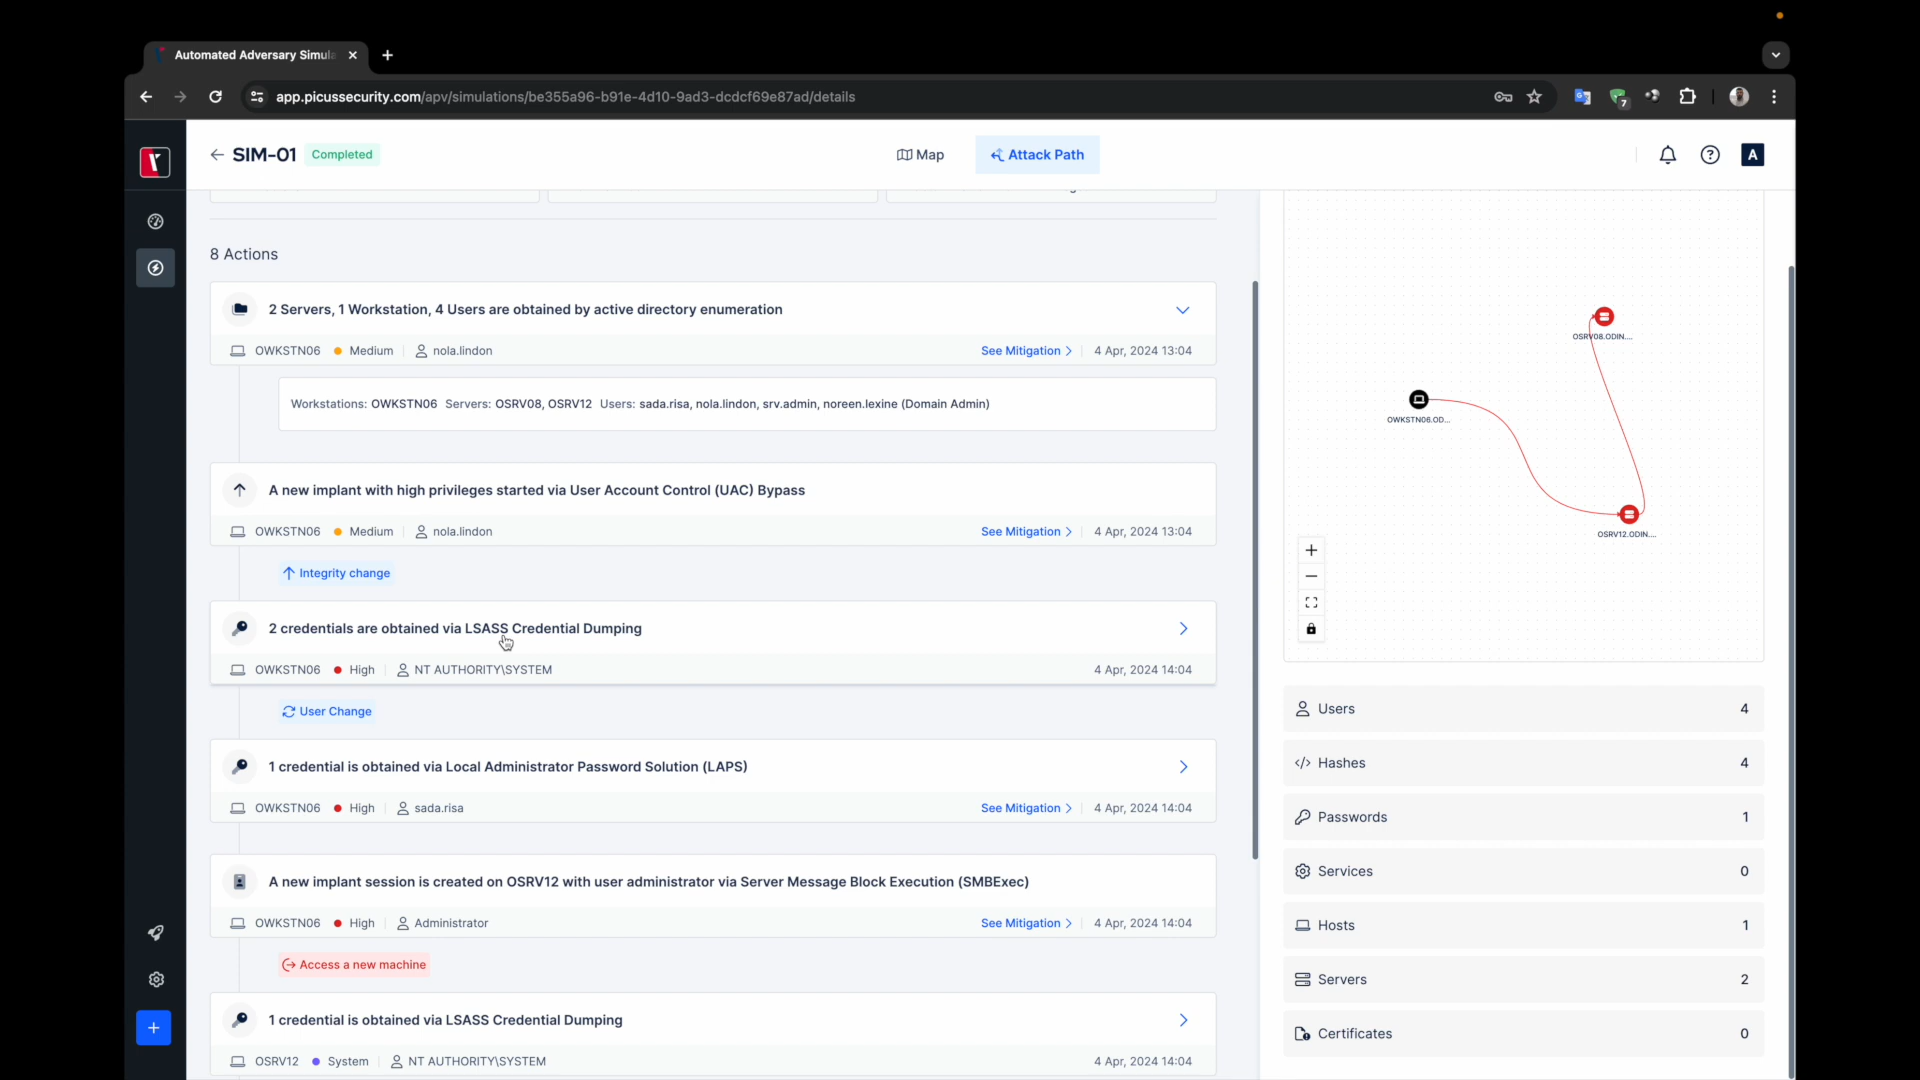 Automated Adversary Simula
app.picussecurity.com/apv/simulations/be355a96-b91e-4d10-9ad3-dcdcf69e87ad/details
7
SIM-01 Completed
Map
Attack Path
A
8 Actions
2 Servers, 1 Workstation, 4 Users are obtained by active directory enumeration
OWKSTN06 Medium nola.lindon See Mitigation 4 Apr, 2024 13:04
Workstations: OWKSTN06 Servers: OSRV08, OSRV12 Users: sada.risa, nola.lindon, srv.admin, noreen.lexine (Domain Admin)
A new implant with high privileges started via User Account Control (UAC) Bypass
OWKSTN06 Medium nola.lindon See Mitigation 4 Apr, 2024 13:04
Integrity change
2 credentials are obtained via LSASS Credential Dumping
OWKSTN06 High NT AUTHORITY\SYSTEM 4 Apr, 2024 14:04
User Change
1 credential is obtained via Local Administrator Password Solution (LAPS)
OWKSTN06 High sada.risa See Mitigation 4 Apr, 2024 14:04
A new implant session is created on OSRV12 with user administrator via Server Message Block Execution (SMBExec)
OWKSTN06 High Administrator See Mitigation 4 Apr, 2024 14:04
Access a new machine
1 credential is obtained via LSASS Credential Dumping
OSRV12 System NT AUTHORITY\SYSTEM 4 Apr, 2024 14:04
OSRV08.ODIN....
OWKSTN06.OD...
OSRV12.ODIN....
Users 4
Hashes 4
Passwords 1
Services 0
Hosts 1
Servers 2
Certificates 0